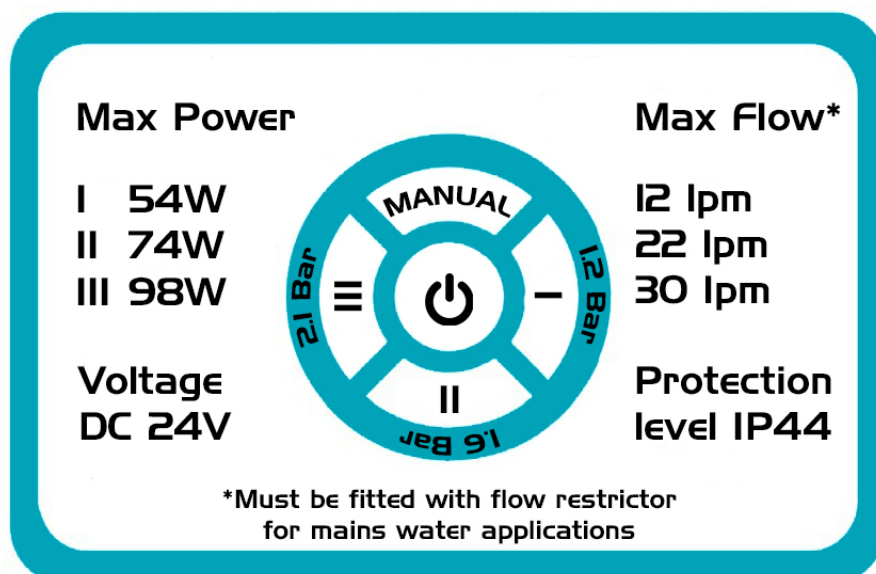 Max Power
I 54W
II 74W
III 98W
Voltage
DC 24V
MANUAL
I
1.2 Bar
II
1.6 Bar
III
2.1 Bar
Max Flow*
12 lpm
22 lpm
30 lpm
Protection
level IP44
*Must be fitted with flow restrictor
for mains water applications